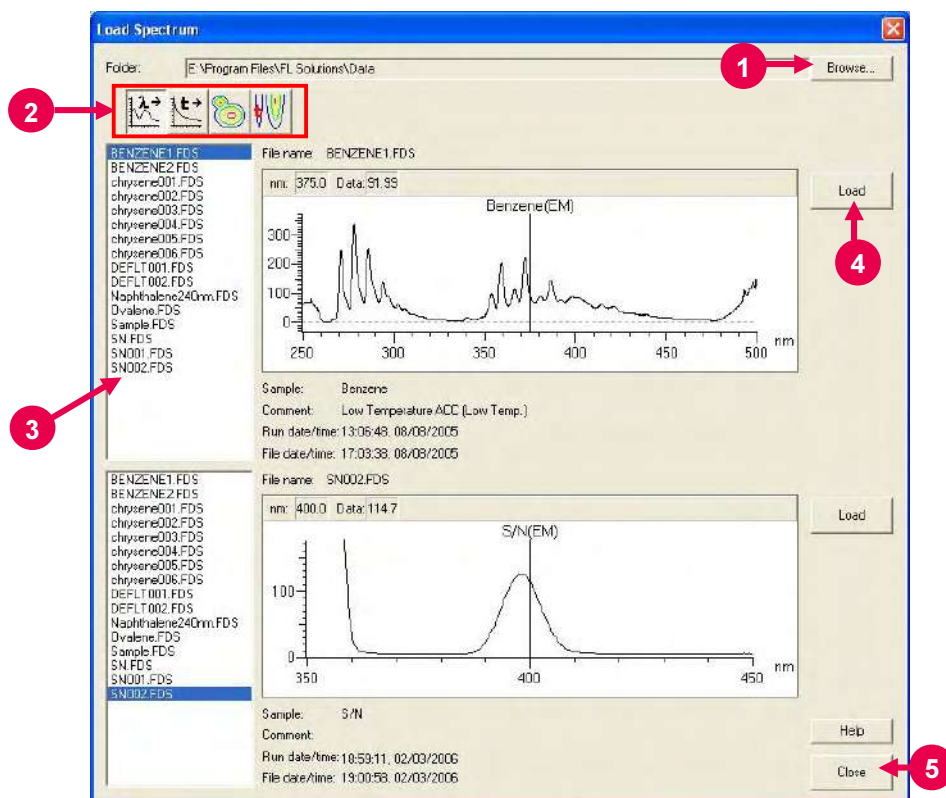 Load Spectrum
Folder: E:\Program Files\FL Solutions\Data Browse...
1
2
λ→ t→
BENZENE1.FDS
BENZENE2.FDS
chrysene001.FDS
chrysene002.FDS
chrysene003.FDS
chrysene004.FDS
chrysene005.FDS
chrysene006.FDS
DEFLT001.FDS
DEFLT002.FDS
Naphthalene240nm.FDS
Ovalene.FDS
Sample.FDS
SN.FDS
SN001.FDS
SN002.FDS
3
File name: BENZENE1.FDS
nm: 375.0 Data: 91.99
Benzene(EM)
300
200
100
0
250 300 350 400 450 500 nm
Load
4
Sample: Benzene
Comment: Low Temperature ACC (Low Temp.)
Run date/time: 13:06:48, 08/08/2005
File date/time: 17:03:38, 08/08/2005
BENZENE1.FDS
BENZENE2.FDS
chrysene001.FDS
chrysene002.FDS
chrysene003.FDS
chrysene004.FDS
chrysene005.FDS
chrysene006.FDS
DEFLT001.FDS
DEFLT002.FDS
Naphthalene240nm.FDS
Ovalene.FDS
Sample.FDS
SN.FDS
SN001.FDS
SN002.FDS
File name: SN002.FDS
nm: 400.0 Data: 114.7
S/N(EM)
100
0
350 400 450 nm
Load
Sample: S/N
Comment:
Run date/time: 18:59:11, 02/03/2006
File date/time: 19:00:58, 02/03/2006
Help
Close
5